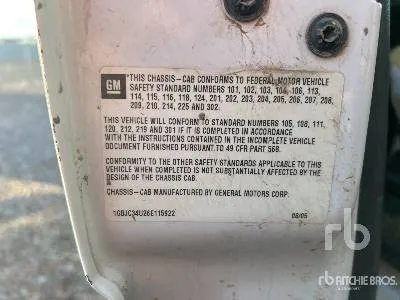 GM
"THIS CHASSIS-CAB CONFORMS TO FEDERAL MOTOR VEHICLE
SAFETY STANDARD NUMBERS 101, 102, 103, 104, 106, 113,
114, 115, 116, 118, 124, 201, 202, 203, 204, 205, 206, 207, 208,
209, 210, 214, 225 AND 302.
THIS VEHICLE WILL CONFORM TO STANDARD NUMBERS 105, 108, 111,
120, 212, 219 AND 301 IF IT IS COMPLETED IN ACCORDANCE
WITH THE INSTRUCTIONS CONTAINED IN THE INCOMPLETE VEHICLE
DOCUMENT FURNISHED PURSUANT TO 49 CFR PART 568.
CONFORMITY TO THE OTHER SAFETY STANDARDS APPLICABLE TO THIS
VEHICLE WHEN COMPLETED IS NOT SUBSTANTIALLY AFFECTED BY THE
DESIGN OF THE CHASSIS CAB.
CHASSIS-CAB MANUFACTURED BY GENERAL MOTORS CORP.
1GBJC34U26E115922 08/05
rb
rb
RITCHIE BROS.